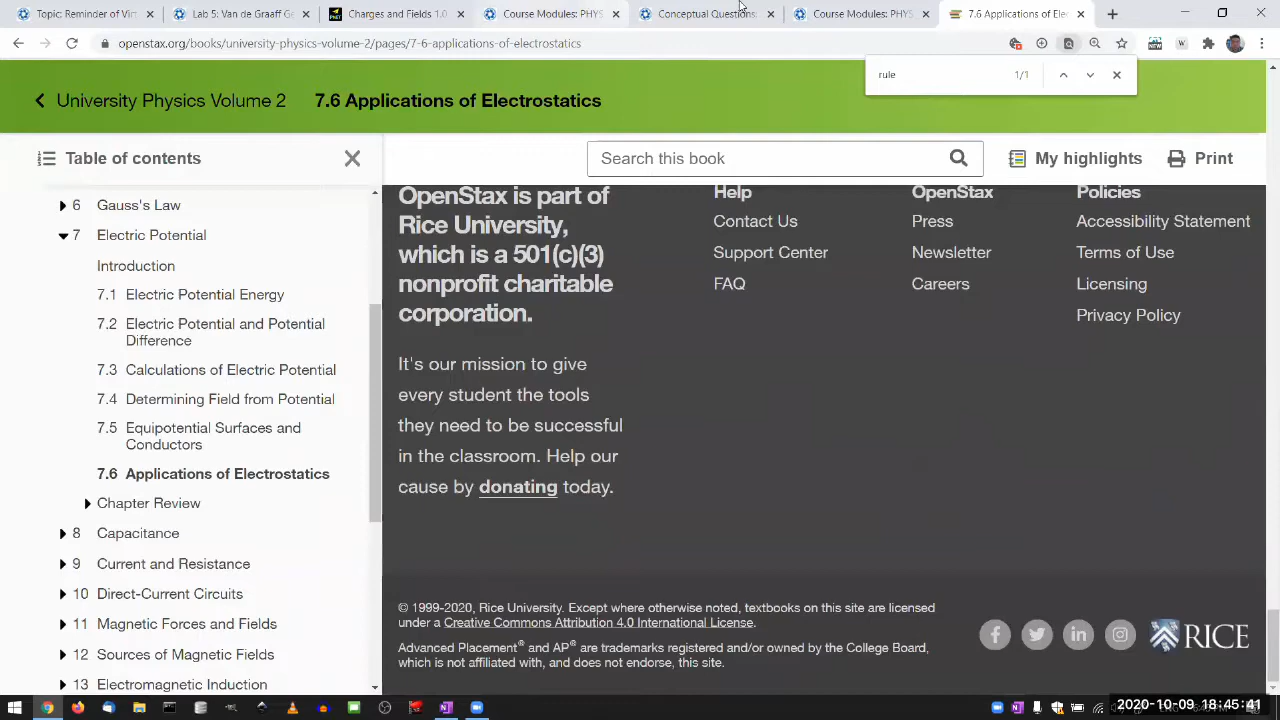 Topic Reminder of Vir
Lab 5: Van de Graaff G
Charges and Fields 1.0
Course Modules: PHYS
Conceptual Questions
Course Modules: PHYS
7.6 Applications of Ele
openstax.org/books/university-physics-volume-2/pages/7-6-applications-of-electrostatics
rule 1/1
University Physics Volume 2 7.6 Applications of Electrostatics
Table of contents
Search this book
My highlights
Print
6 Gauss's Law
7 Electric Potential
Introduction
7.1 Electric Potential Energy
7.2 Electric Potential and Potential
Difference
7.3 Calculations of Electric Potential
7.4 Determining Field from Potential
7.5 Equipotential Surfaces and
Conductors
7.6 Applications of Electrostatics
Chapter Review
8 Capacitance
9 Current and Resistance
10 Direct-Current Circuits
11 Magnetic Forces and Fields
12 Sources of Magnetic Fields
13 Electromagnetic Induction
OpenStax is part of
Rice University,
which is a 501(c)(3)
nonprofit charitable
corporation.
It's our mission to give
every student the tools
they need to be successful
in the classroom. Help our
cause by donating today.
Help
Contact Us
Support Center
FAQ
OpenStax
Press
Newsletter
Careers
Policies
Accessibility Statement
Terms of Use
Licensing
Privacy Policy
© 1999-2020, Rice University. Except where otherwise noted, textbooks on this site are licensed
under a Creative Commons Attribution 4.0 International License.
Advanced Placement® and AP® are trademarks registered and/or owned by the College Board,
which is not affiliated with, and does not endorse, this site.
RICE
2020-10-09 18:45:41